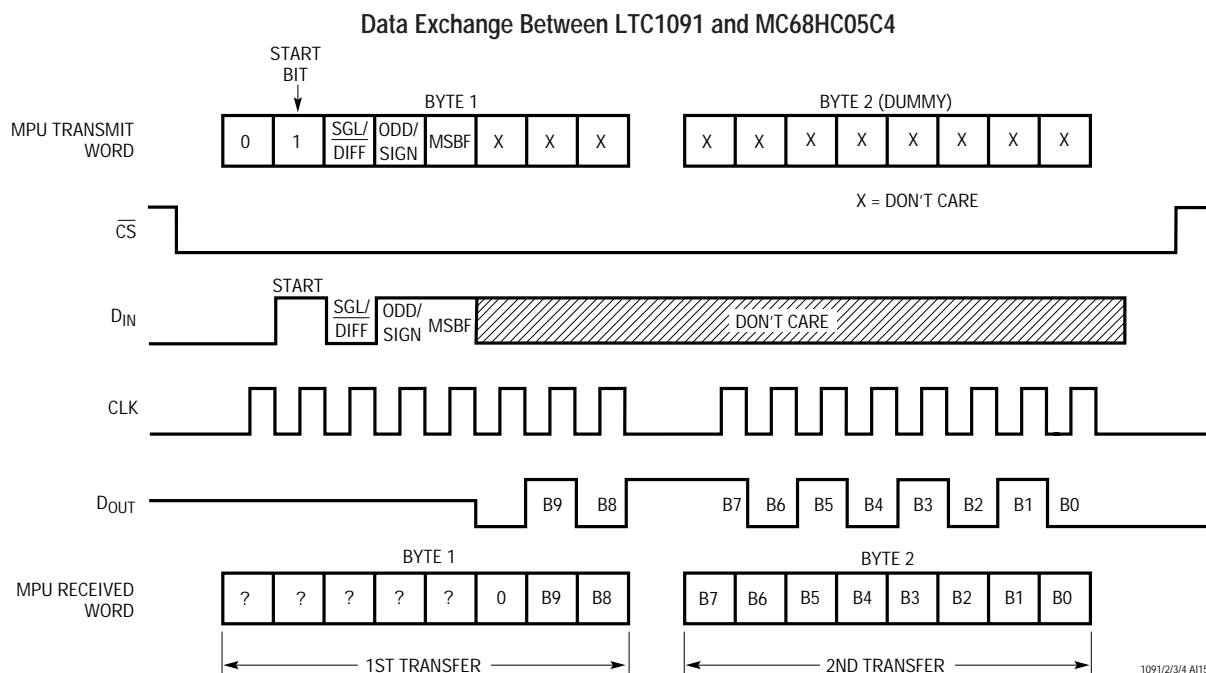 Data Exchange Between LTC1091 and MC68HC05C4
START
BIT
BYTE 1
BYTE 2 (DUMMY)
MPU TRANSMIT
WORD
0 1 SGL/DIFF ODD/SIGN MSBF X X X
X X X X X X X X
X = DON'T CARE
CS
START
DIN
SGL/DIFF ODD/SIGN MSBF
DON'T CARE
CLK
DOUT
B9 B8 B7 B6 B5 B4 B3 B2 B1 B0
BYTE 1
BYTE 2
MPU RECEIVED
WORD
? ? ? ? ? 0 B9 B8
B7 B6 B5 B4 B3 B2 B1 B0
1ST TRANSFER
2ND TRANSFER
1091/2/3/4 AI15